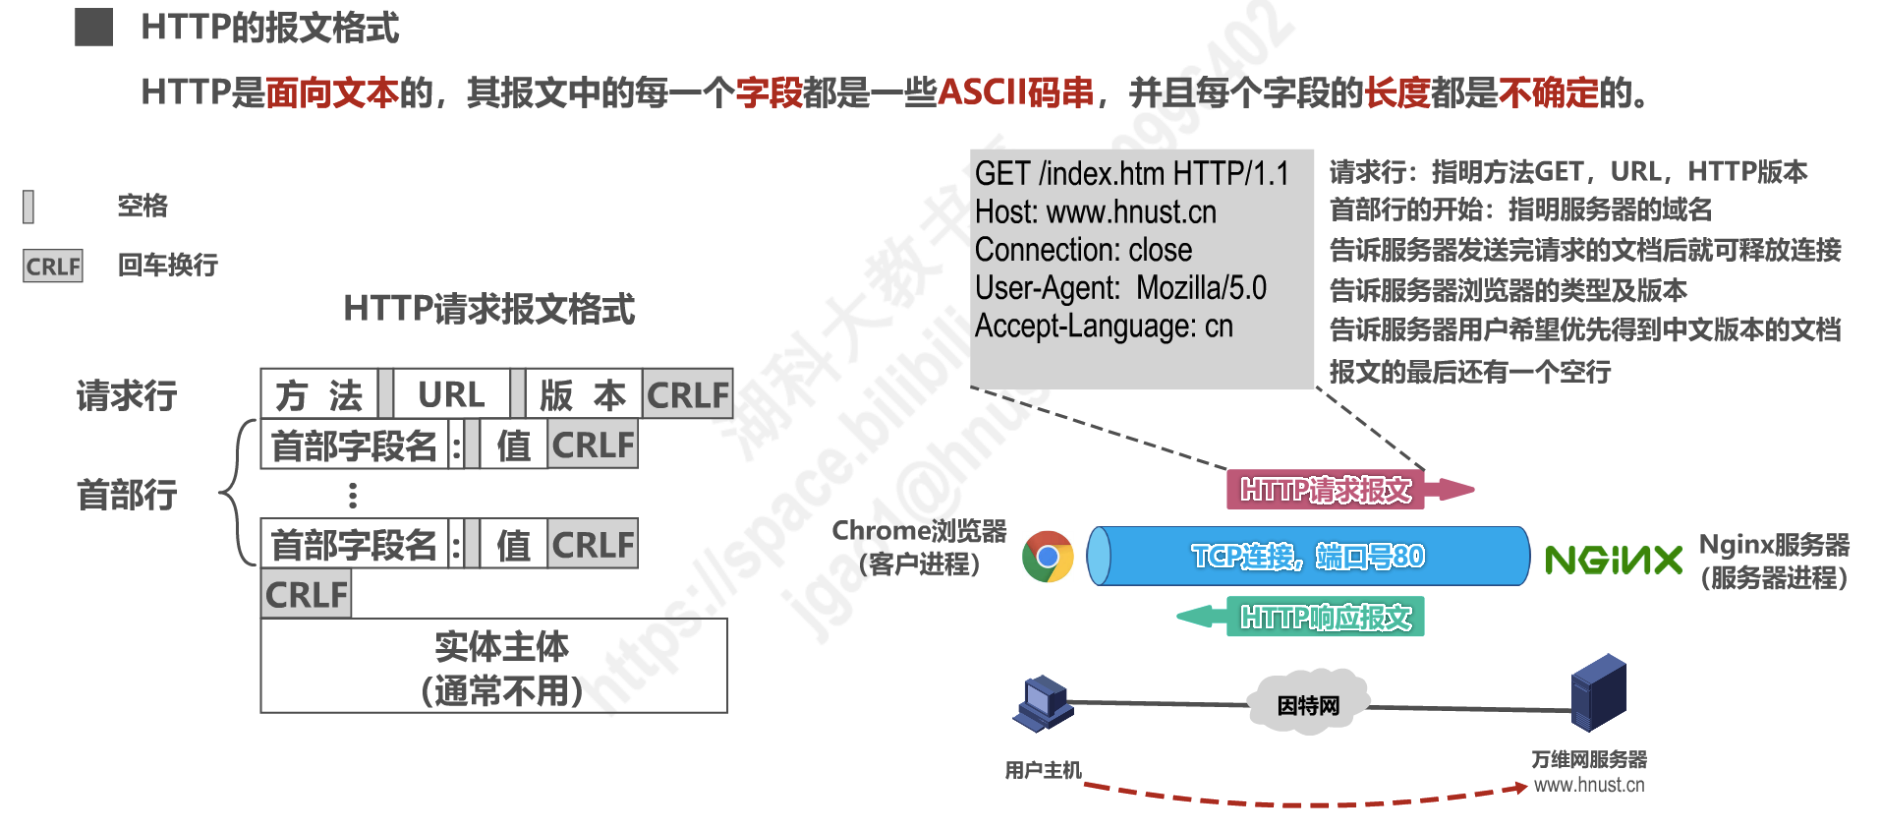 HTTP的报文格式
HTTP是面向文本的，其报文中的每一个字段都是一些ASCII码串，并且每个字段的长度都是不确定的。
空格
CRLF 回车换行
HTTP请求报文格式
请求行 方 法 URL 版 本 CRLF
首部行
首部字段名 : 值 CRLF
⋮
首部字段名 : 值 CRLF
CRLF
实体主体
（通常不用）
GET /index.htm HTTP/1.1 请求行：指明方法GET，URL，HTTP版本
Host: www.hnust.cn 首部行的开始：指明服务器的域名
Connection: close 告诉服务器发送完请求的文档后就可释放连接
User-Agent: Mozilla/5.0 告诉服务器浏览器的类型及版本
Accept-Language: cn 告诉服务器用户希望优先得到中文版本的文档
报文的最后还有一个空行
HTTP请求报文
Chrome浏览器
（客户进程）
TCP连接，端口号80
NGINX
Nginx服务器
（服务器进程）
HTTP响应报文
因特网
用户主机
万维网服务器
www.hnust.cn
湖科大教书
https://space.bilibili